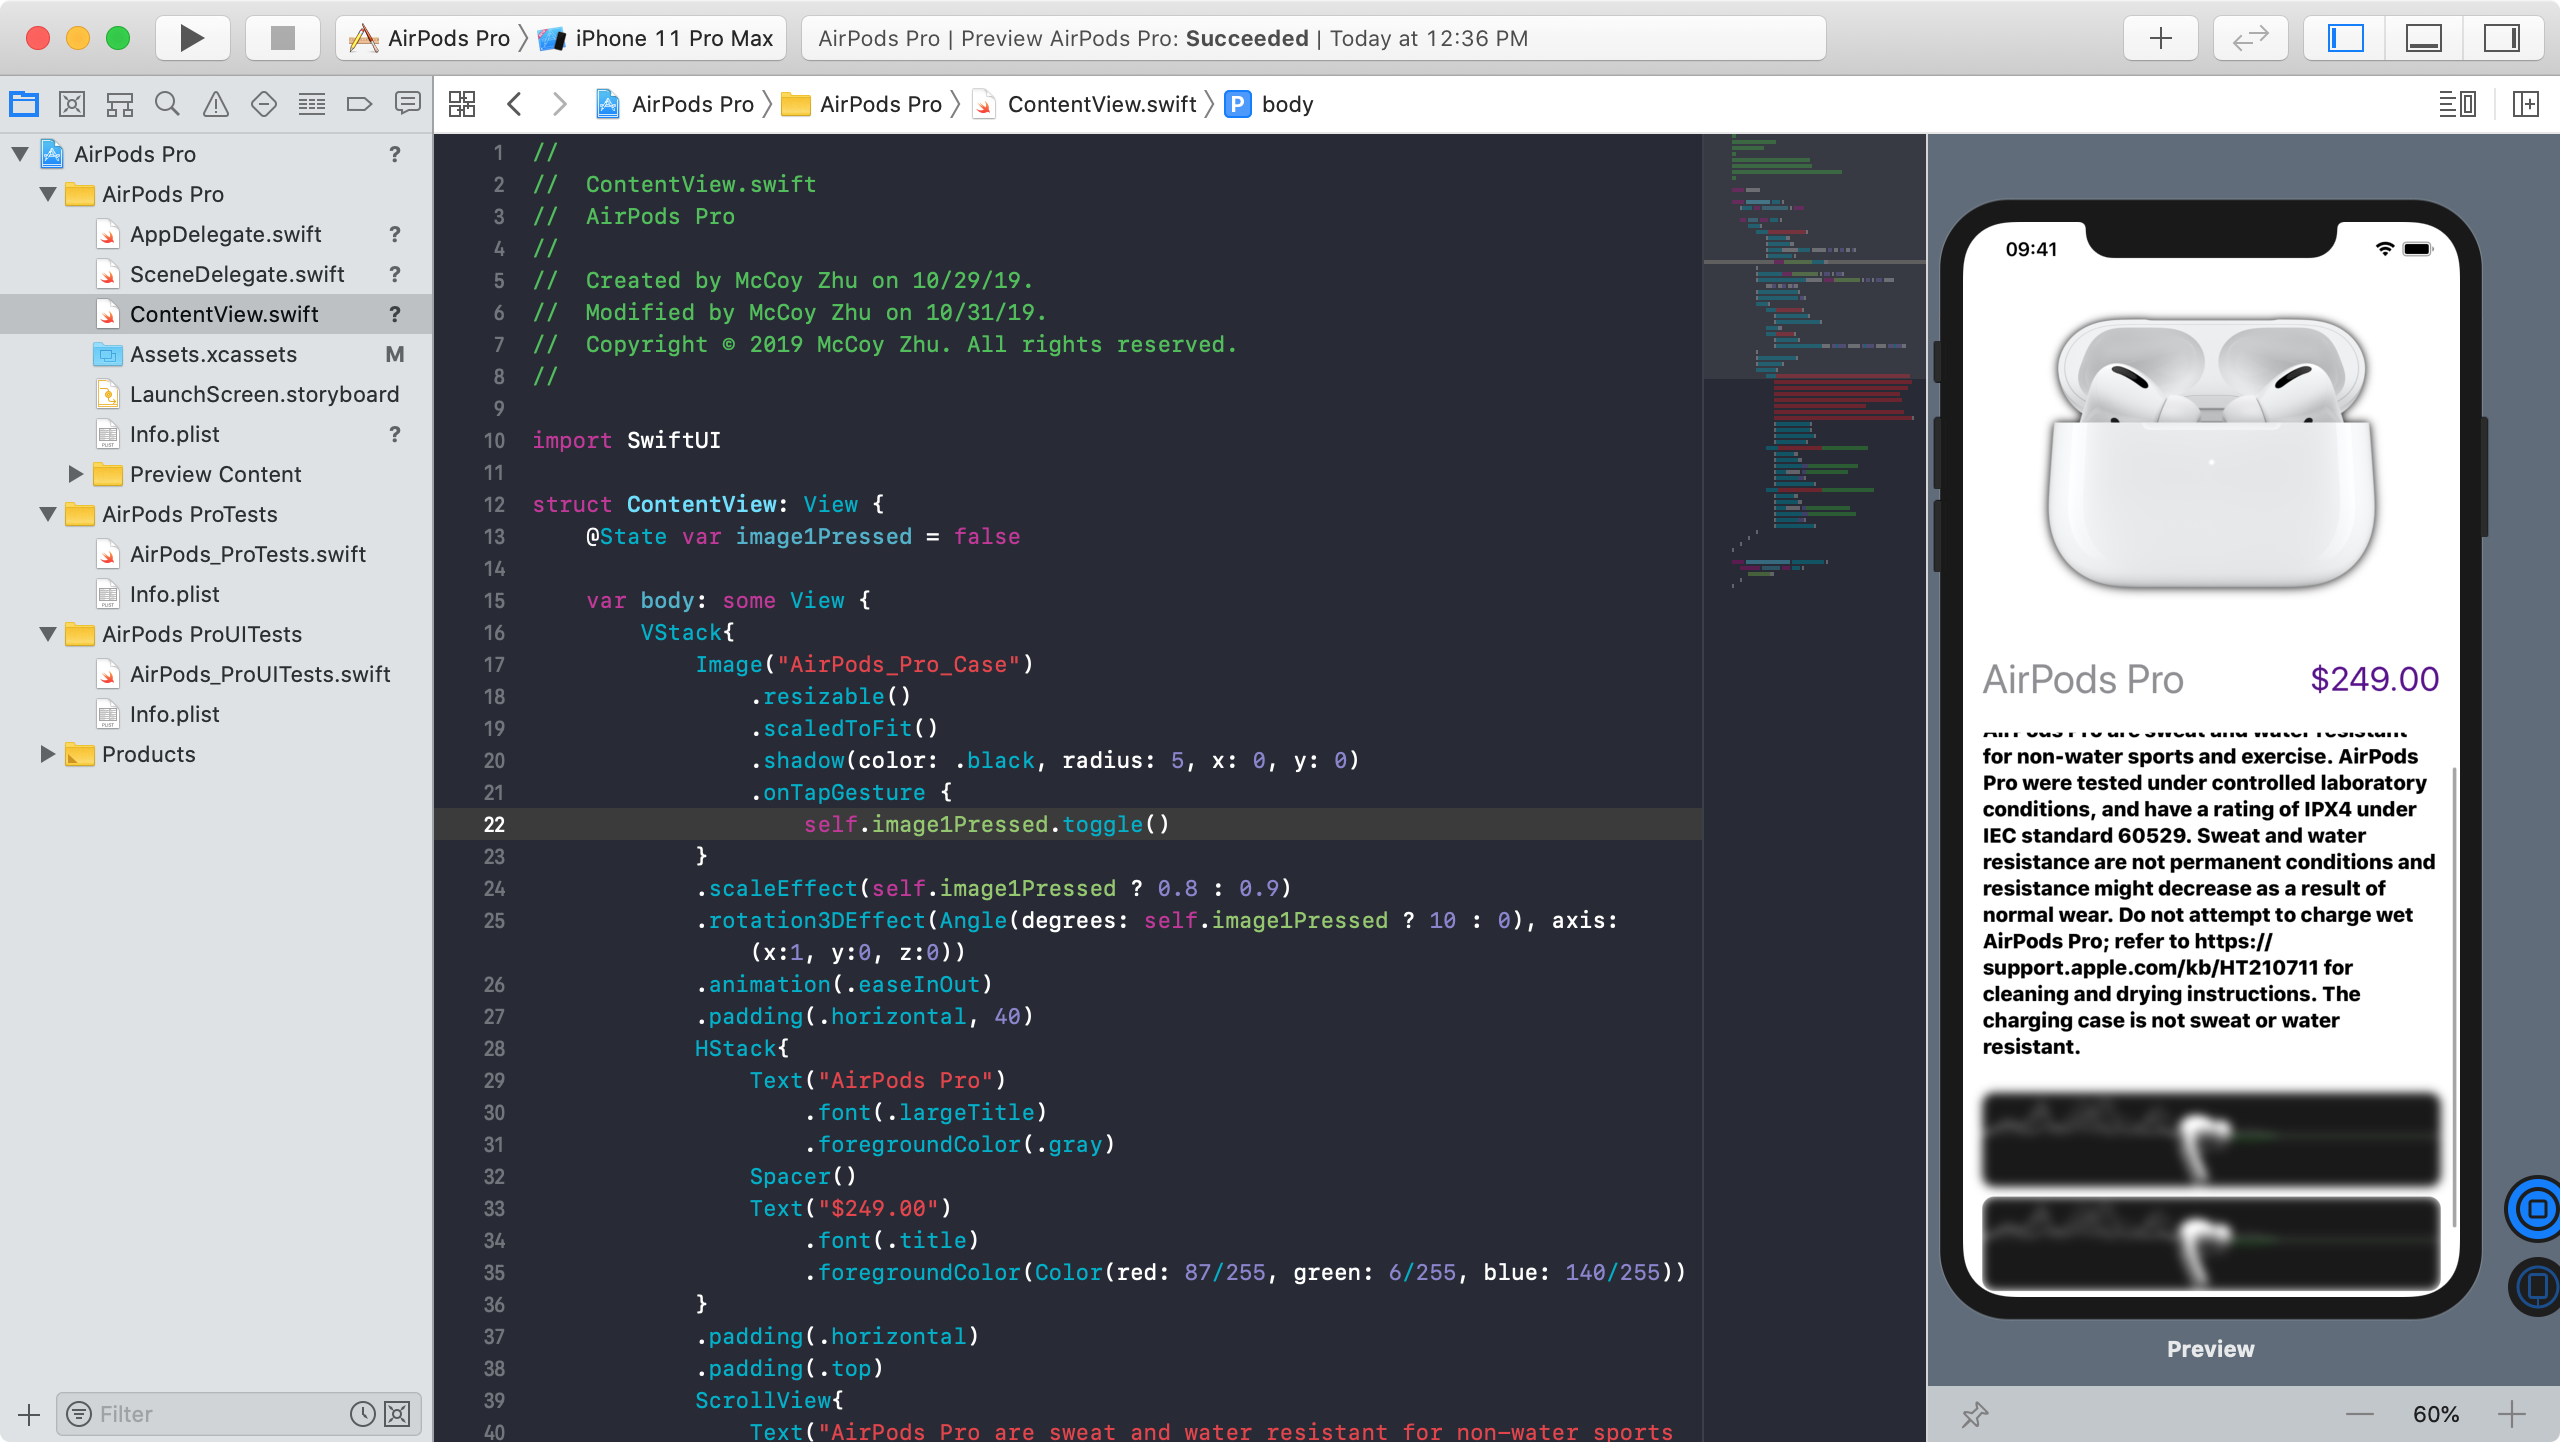 AirPods Pro
iPhone 11 Pro Max
AirPods Pro | Preview AirPods Pro: Succeeded | Today at 12:36 PM
AirPods Pro
AirPods Pro
ContentView.swift
P
body
AirPods Pro ?
AirPods Pro
AppDelegate.swift ?
SceneDelegate.swift ?
ContentView.swift ?
Assets.xcassets M
LaunchScreen.storyboard
Info.plist ?
Preview Content
AirPods ProTests
AirPods_ProTests.swift
Info.plist
AirPods ProUITests
AirPods_ProUITests.swift
Info.plist
Products
Filter
1 //
2 //  ContentView.swift
3 //  AirPods Pro
4 //
5 //  Created by McCoy Zhu on 10/29/19.
6 //  Modified by McCoy Zhu on 10/31/19.
7 //  Copyright © 2019 McCoy Zhu. All rights reserved.
8 //
9
10 import SwiftUI
11
12 struct ContentView: View {
13     @State var image1Pressed = false
14
15     var body: some View {
16         VStack{
17             Image("AirPods_Pro_Case")
18                 .resizable()
19                 .scaledToFit()
20                 .shadow(color: .black, radius: 5, x: 0, y: 0)
21                 .onTapGesture {
22                     self.image1Pressed.toggle()
23             }
24             .scaleEffect(self.image1Pressed ? 0.8 : 0.9)
25             .rotation3DEffect(Angle(degrees: self.image1Pressed ? 10 : 0), axis:
(x:1, y:0, z:0))
26             .animation(.easeInOut)
27             .padding(.horizontal, 40)
28             HStack{
29                 Text("AirPods Pro")
30                     .font(.largeTitle)
31                     .foregroundColor(.gray)
32                 Spacer()
33                 Text("$249.00")
34                     .font(.title)
35                     .foregroundColor(Color(red: 87/255, green: 6/255, blue: 140/255))
36             }
37             .padding(.horizontal)
38             .padding(.top)
39             ScrollView{
40                 Text("AirPods Pro are sweat and water resistant for non-water sports
09:41
AirPods Pro $249.00
AirPods Pro are sweat and water resistant
for non-water sports and exercise. AirPods
Pro were tested under controlled laboratory
conditions, and have a rating of IPX4 under
IEC standard 60529. Sweat and water
resistance are not permanent conditions and
resistance might decrease as a result of
normal wear. Do not attempt to charge wet
AirPods Pro; refer to https://
support.apple.com/kb/HT210711 for
cleaning and drying instructions. The
charging case is not sweat or water
resistant.
Preview
60%